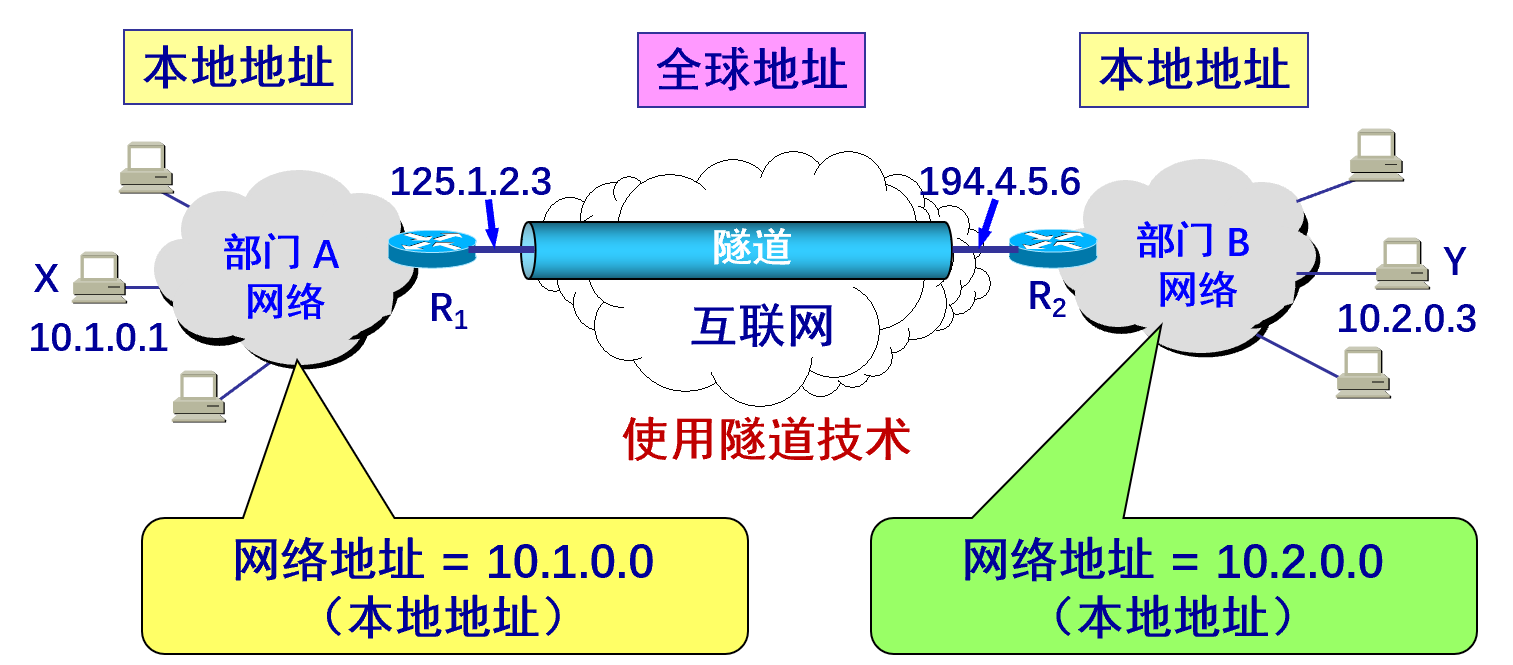 本地地址
全球地址
本地地址
125.1.2.3
194.4.5.6
隧道
部门 A
网络
部门 B
网络
X
Y
R1
R2
10.1.0.1
10.2.0.3
互联网
使用隧道技术
网络地址 = 10.1.0.0
（本地地址）
网络地址 = 10.2.0.0
（本地地址）